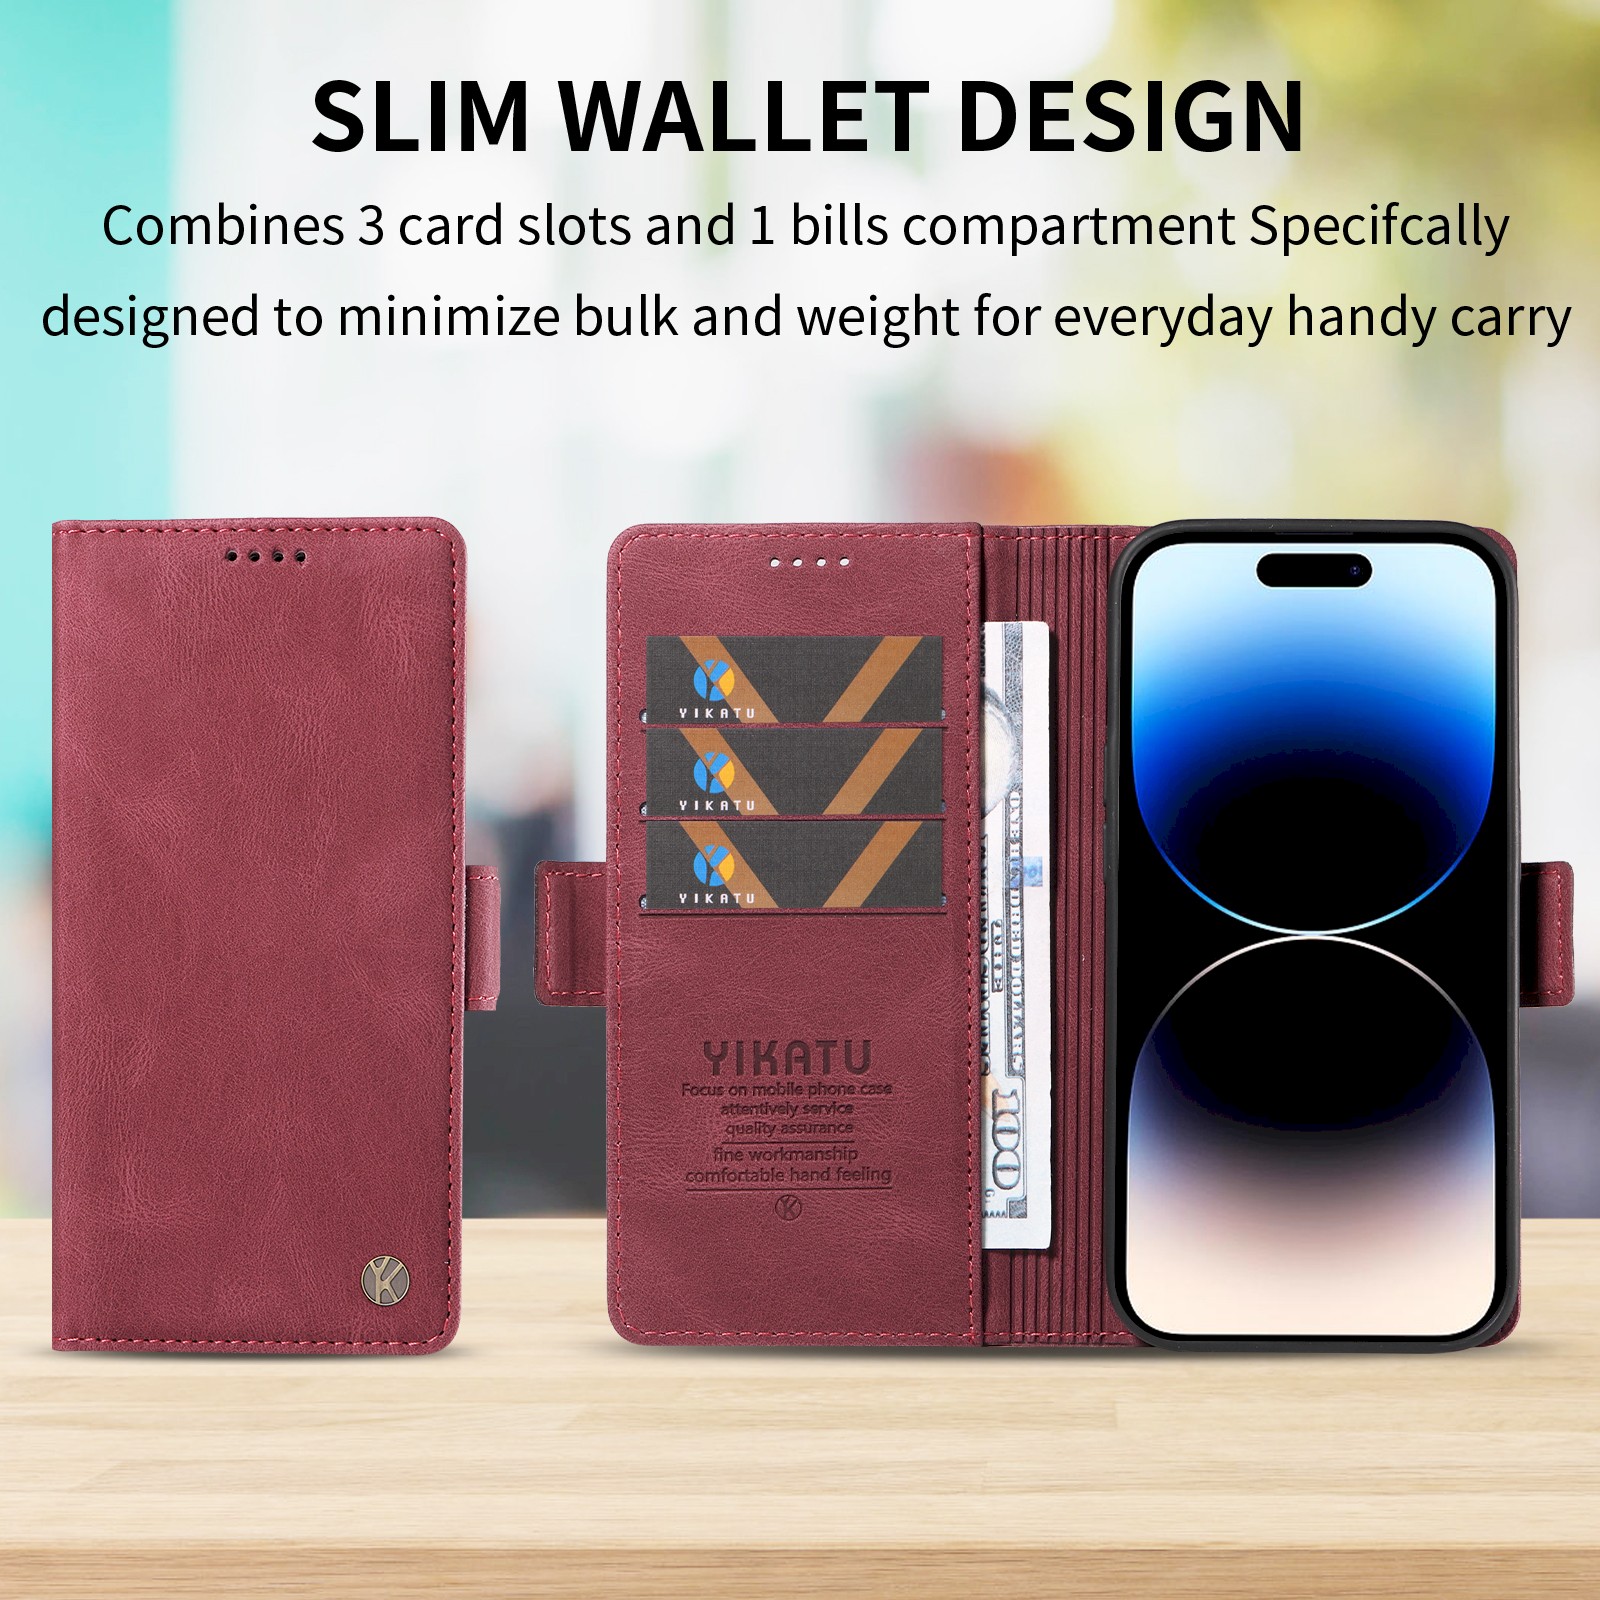 SLIM WALLET DESIGN
Combines 3 card slots and 1 bills compartment Specifcally
designed to minimize bulk and weight for everyday handy carry
YIKATU
YIKATU
YIKATU
YIKATU
Focus on mobile phone case
attentively service
quality assurance
fine workmanship
comfortable hand feeling
100